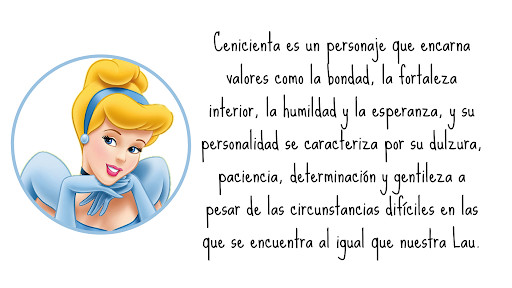 Cenicienta es un personaje que encarna
valores como la bondad, la fortaleza
interior, la humildad y la esperanza, y su
personalidad se caracteriza por su dulzura,
paciencia, determinación y gentileza a
pesar de las circunstancias difíciles en las
que se encuentra al igual que nuestra Lau.